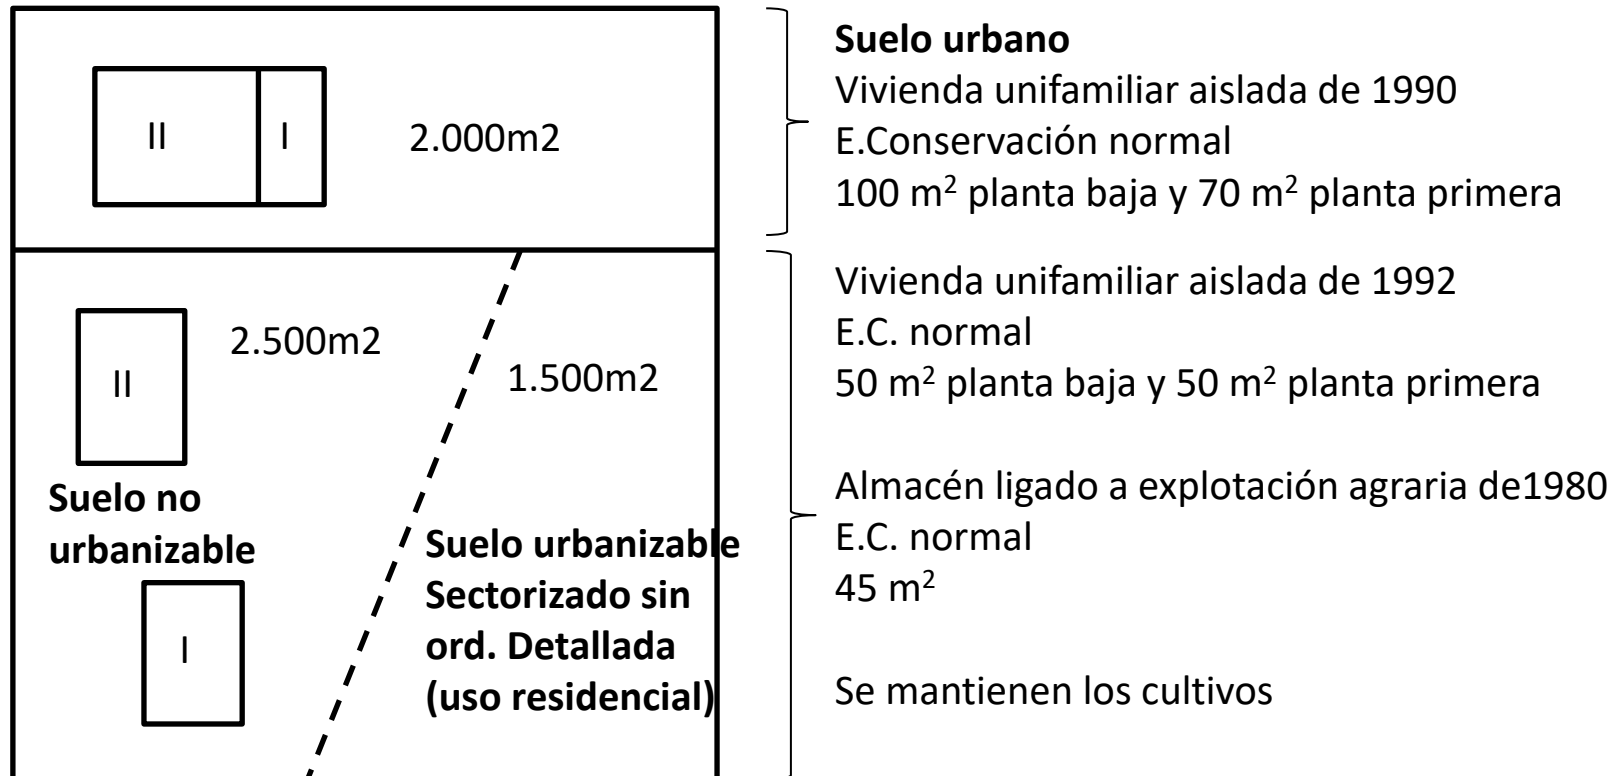 II
I
2.000m2
Suelo urbano
Vivienda unifamiliar aislada de 1990
E.Conservación normal
100 m² planta baja y 70 m² planta primera
II
2.500m2
1.500m2
Suelo no
urbanizable
I
Suelo urbanizable
Sectorizado sin
ord. Detallada
(uso residencial)
Vivienda unifamiliar aislada de 1992
E.C. normal
50 m² planta baja y 50 m² planta primera
Almacén ligado a explotación agraria de1980
E.C. normal
45 m²
Se mantienen los cultivos